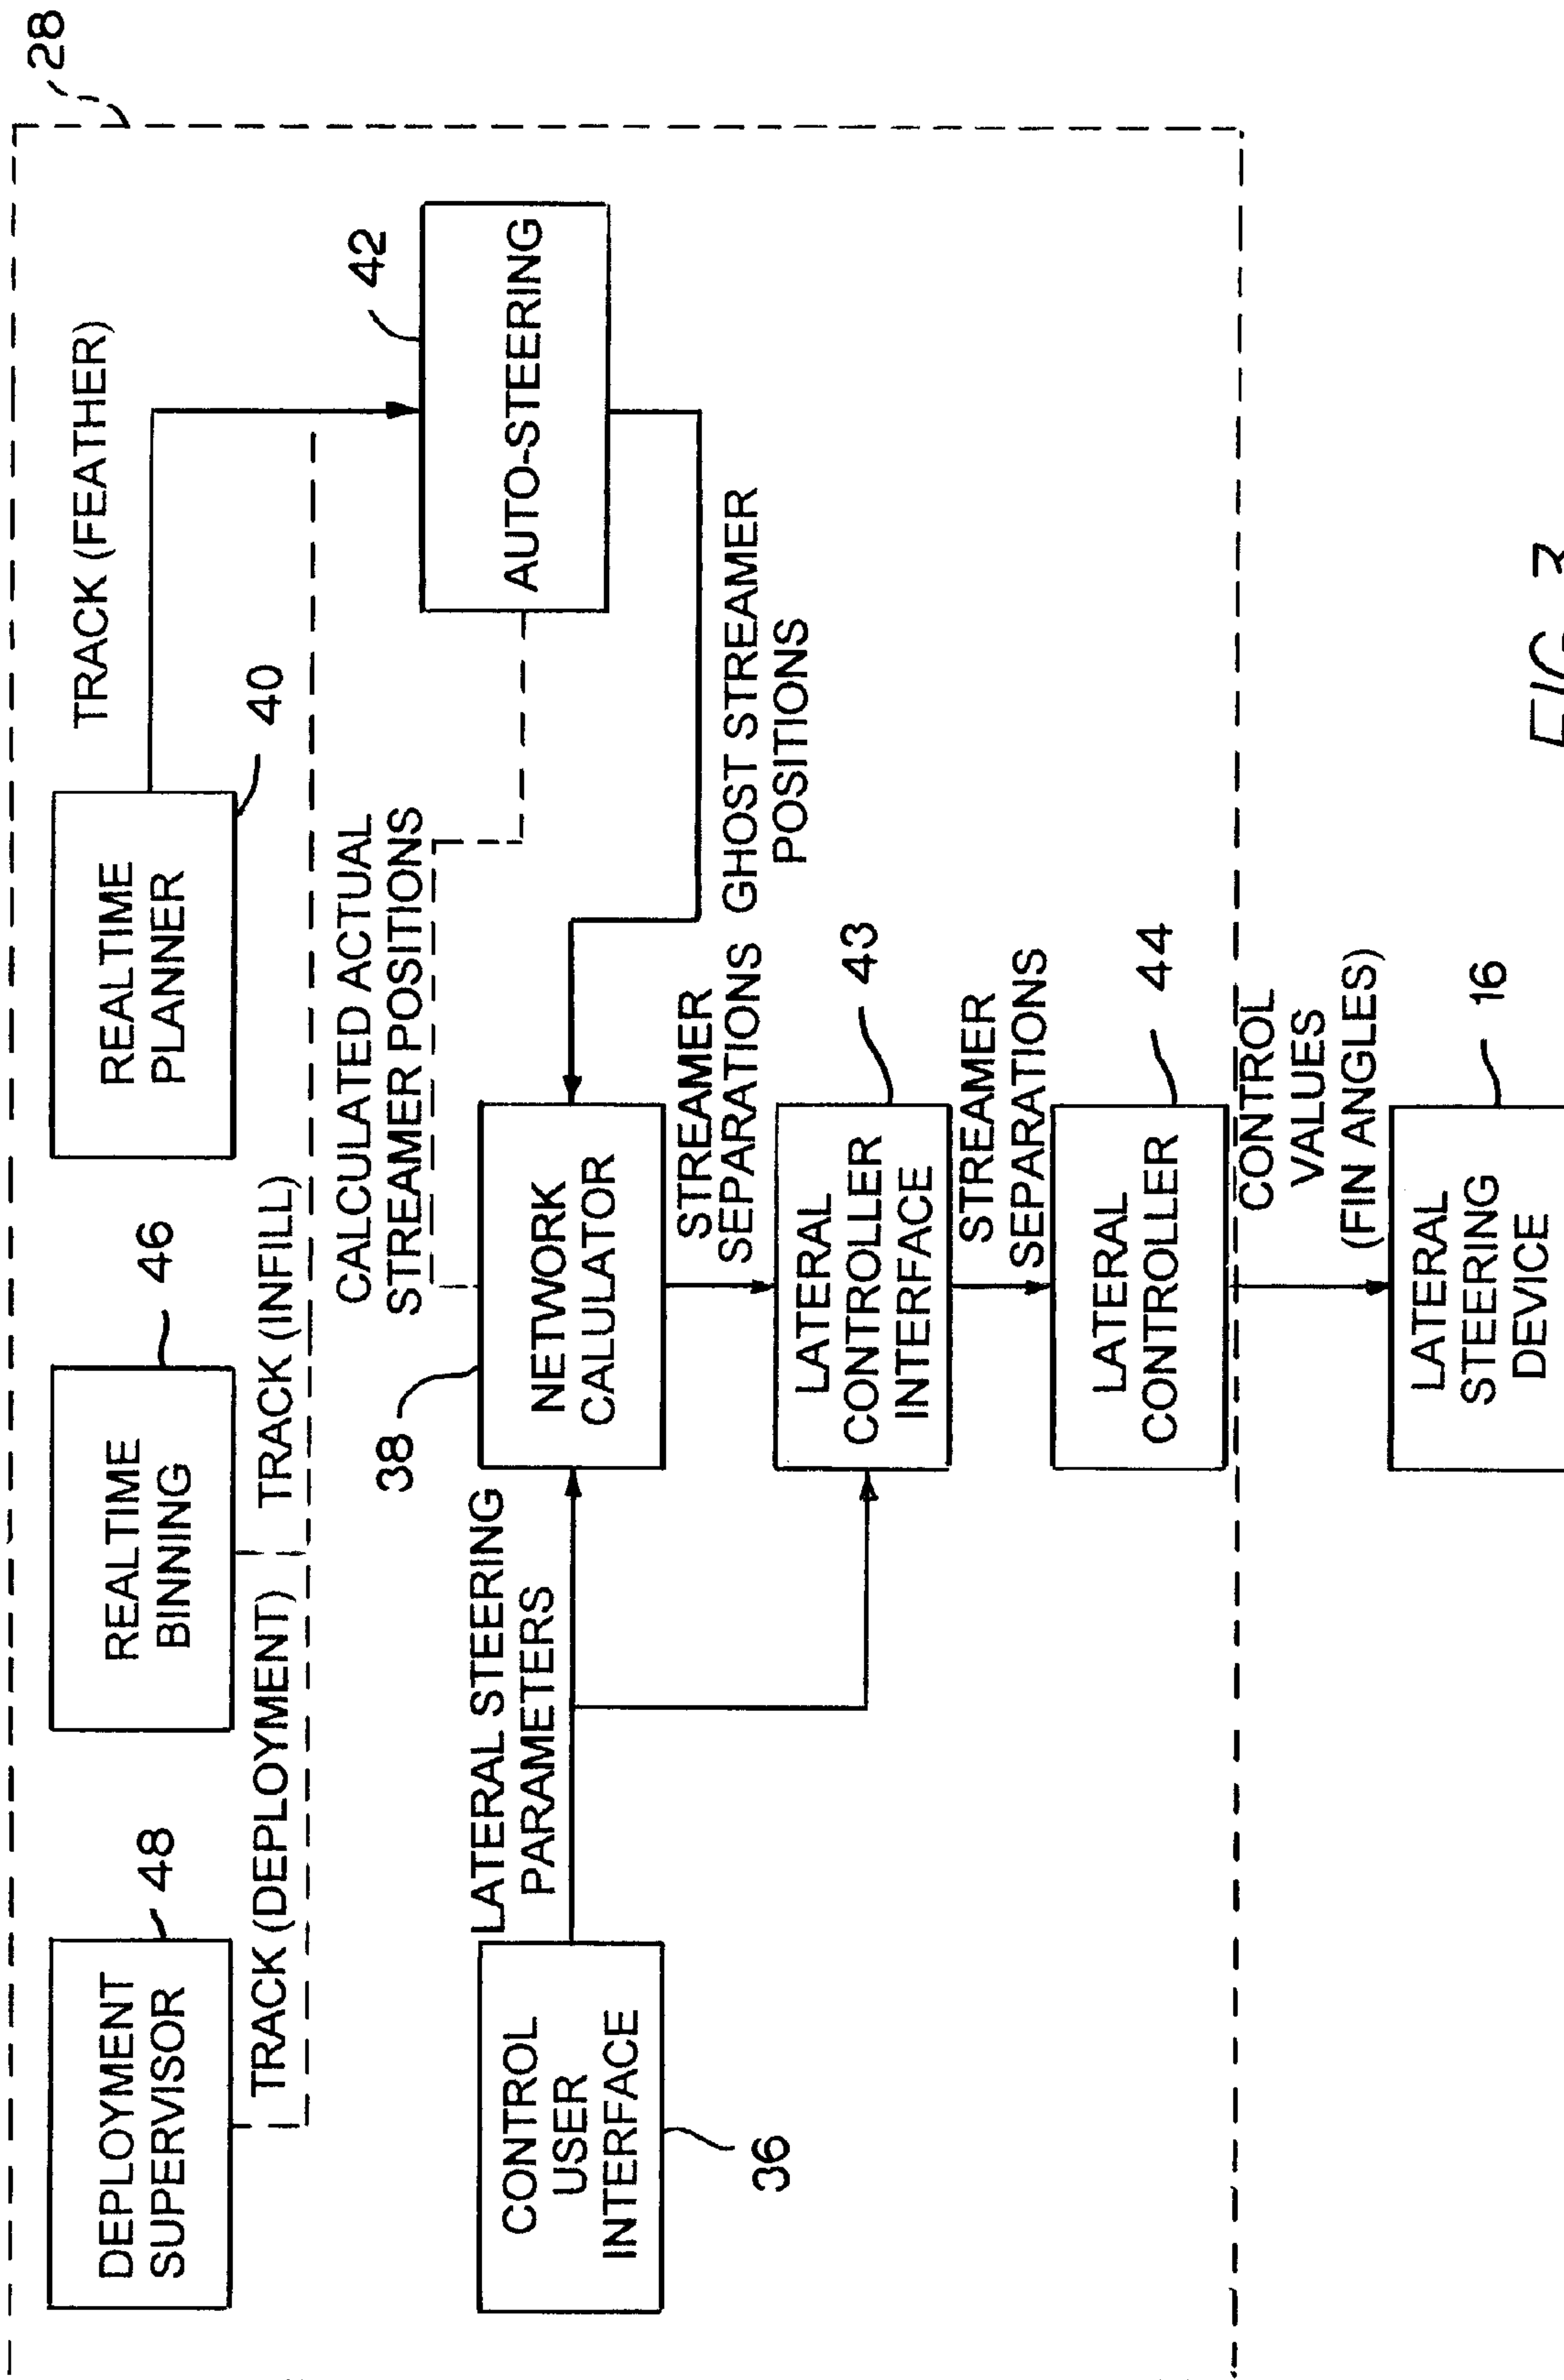 28
DEPLOYMENT
SUPERVISOR
48
REALTIME
BINNING
46
REALTIME
PLANNER
40
TRACK (FEATHER)
TRACK (DEPLOYMENT)
TRACK (INFILL)
CALCULATED ACTUAL
STREAMER POSITIONS
42
AUTO-STEERING
38
LATERAL STEERING
PARAMETERS
CONTROL
USER
INTERFACE
36
NETWORK
CALULATOR
STREAMER
SEPARATIONS
GHOST STREAMER
POSITIONS
LATERAL
CONTROLLER
INTERFACE
43
STREAMER
SEPARATIONS
LATERAL
CONTROLLER
44
CONTROL
VALUES
(FIN ANGLES)
LATERAL
STEERING
DEVICE
16
FIG. 3